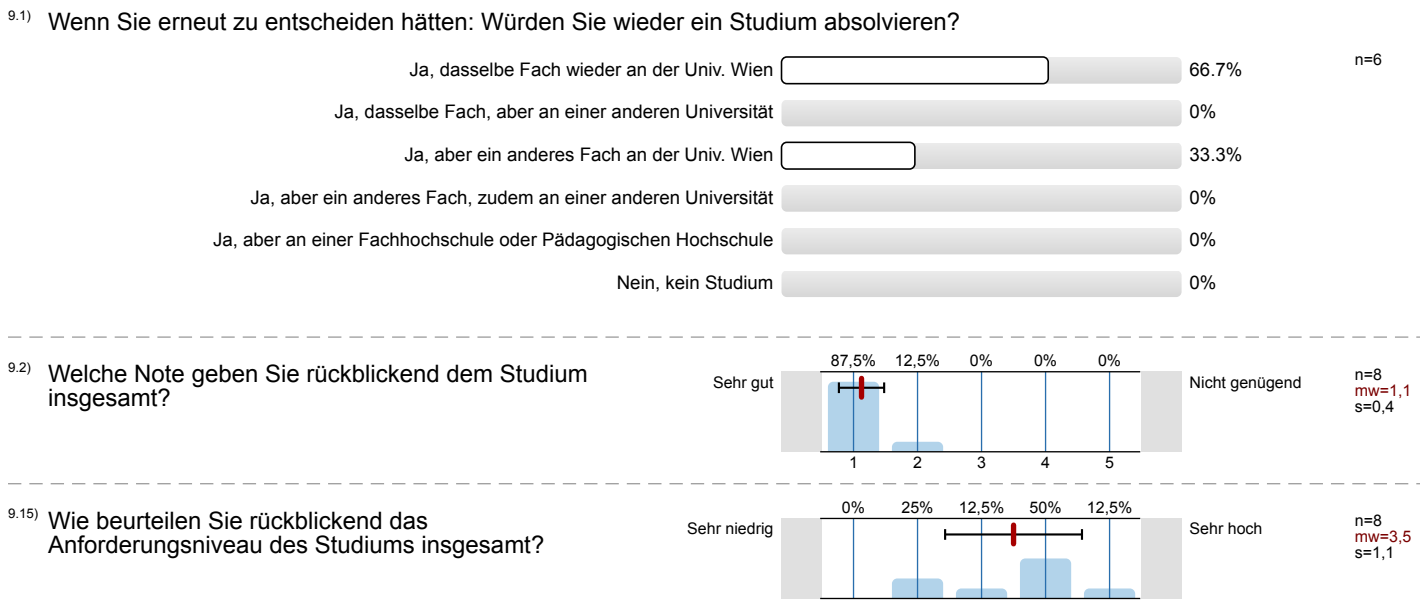 9.1) Wenn Sie erneut zu entscheiden hätten: Würden Sie wieder ein Studium absolvieren?
Ja, dasselbe Fach wieder an der Univ. Wien 66.7% n=6
Ja, dasselbe Fach, aber an einer anderen Universität 0%
Ja, aber ein anderes Fach an der Univ. Wien 33.3%
Ja, aber ein anderes Fach, zudem an einer anderen Universität 0%
Ja, aber an einer Fachhochschule oder Pädagogischen Hochschule 0%
Nein, kein Studium 0%
9.2) Welche Note geben Sie rückblickend dem Studium
insgesamt?
87,5% 12,5% 0% 0% 0%
Sehr gut Nicht genügend
n=8
mw=1,1
s=0,4
1 2 3 4 5
9.15) Wie beurteilen Sie rückblickend das
Anforderungsniveau des Studiums insgesamt?
0% 25% 12,5% 50% 12,5%
Sehr niedrig Sehr hoch
n=8
mw=3,5
s=1,1